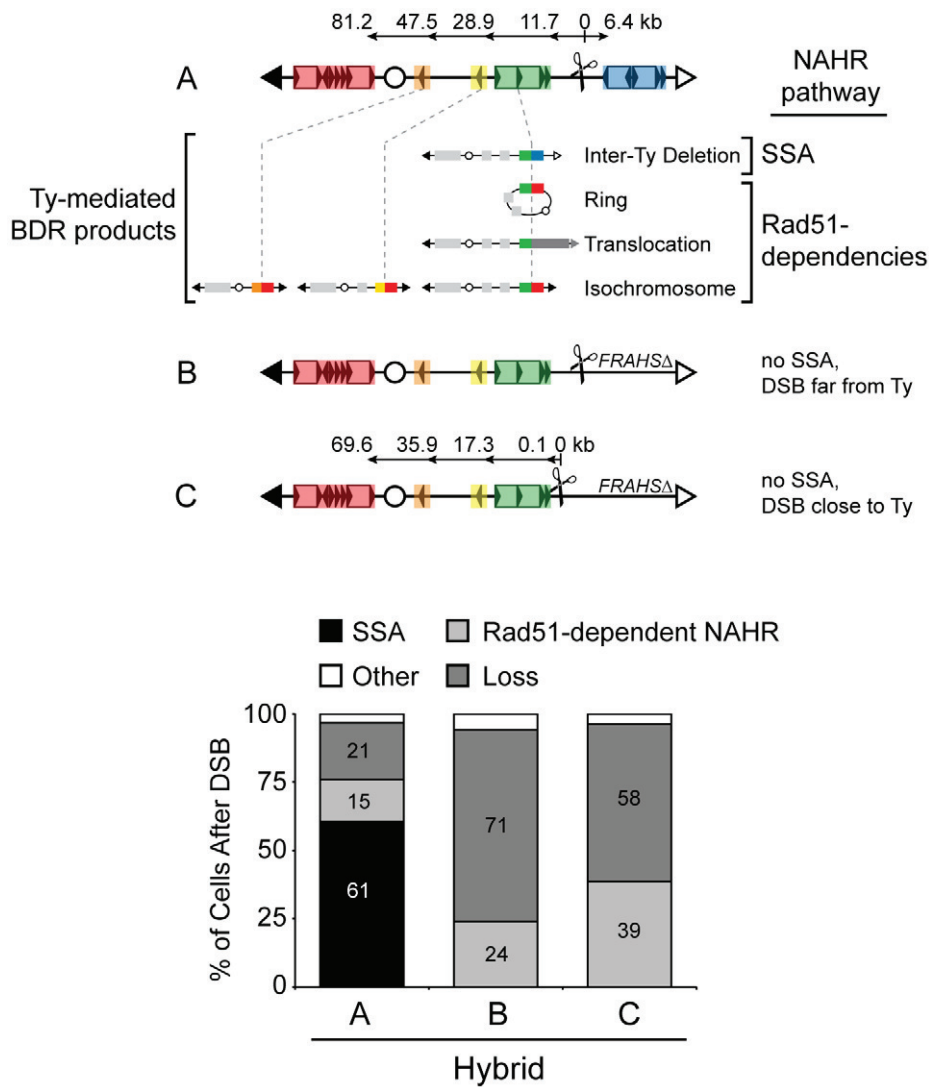 81.2 47.5 28.9 11.7 0 6.4 kb
A
NAHR
pathway
Ty-mediated
BDR products
Inter-Ty Deletion
SSA
Ring
Translocation
Isochromosome
Rad51-
dependencies
B
FRAHSΔ
no SSA,
DSB far from Ty
69.6 35.9 17.3 0.1 0 kb
C
FRAHSΔ
no SSA,
DSB close to Ty
SSA Rad51-dependent NAHR
Other Loss
% of Cells After DSB
100
75
50
25
0
21
15
61
71
24
58
39
A B C
Hybrid